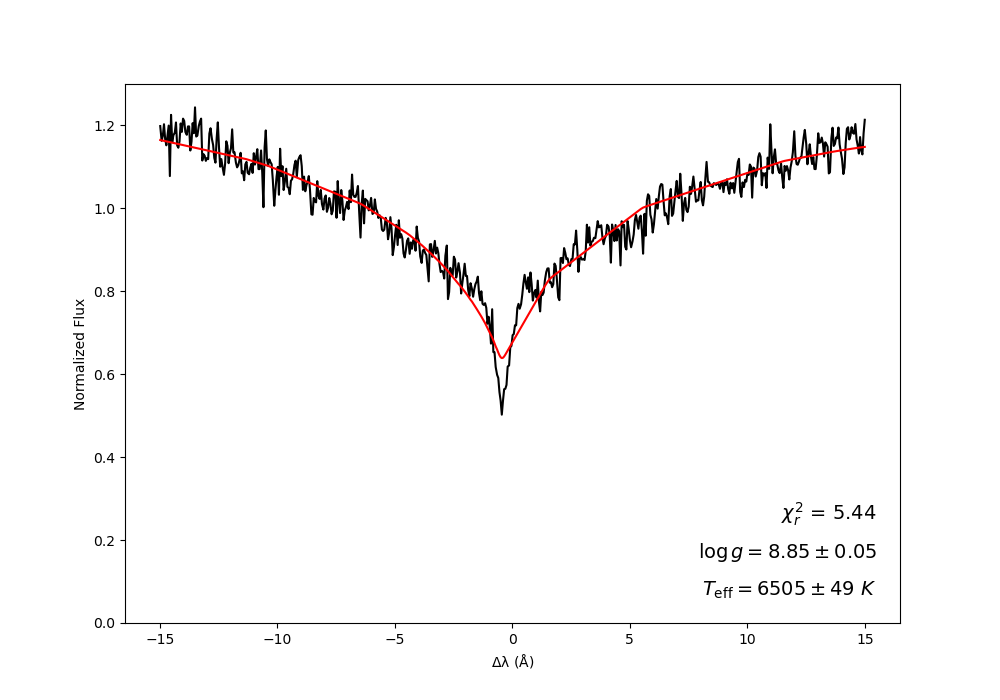 1.2
1.0
0.8
0.6
0.4
0.2
0.0
Normalized Flux
χ²ᵣ = 5.44
log g = 8.85 ± 0.05
T_eff = 6505 ± 49 K
−15 −10 −5 0 5 10 15
Δλ (Å)